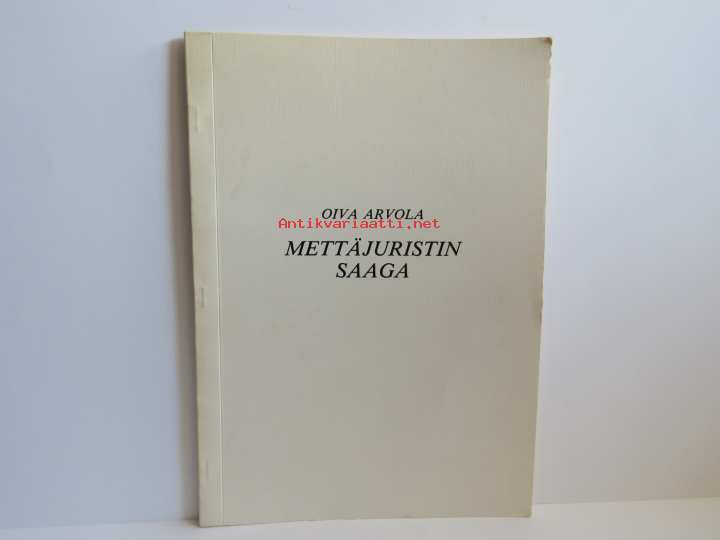 OIVA ARVOLA
Antikvariaatti.net
METTÄJURISTIN
SAAGA